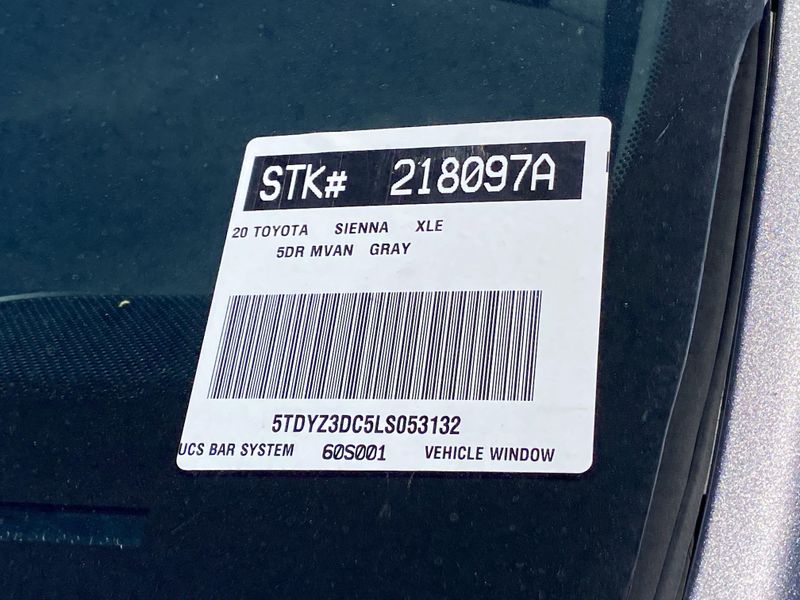 STK# 218097A
20 TOYOTA SIENNA XLE
5DR MVAN GRAY
5TDYZ3DC5LS053132
UCS BAR SYSTEM 60S001 VEHICLE WINDOW